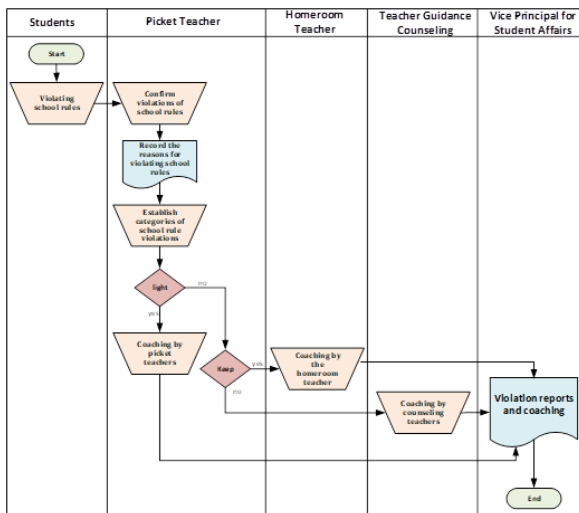 Students
Picket Teacher
Homeroom
Teacher
Teacher Guidance
Counseling
Vice Principal for
Student Affairs
Start
Violating
school rules
Confirm
violations of
school rules
Record the
reasons for
violating school
rules
Establish
categories of
school rule
violations
light
no
yes
Coaching by
picket
teachers
Keap
yes
no
Coaching by
the
homeroom
teacher
Coaching by
counseling
teachers
Violation reports
and coaching
End